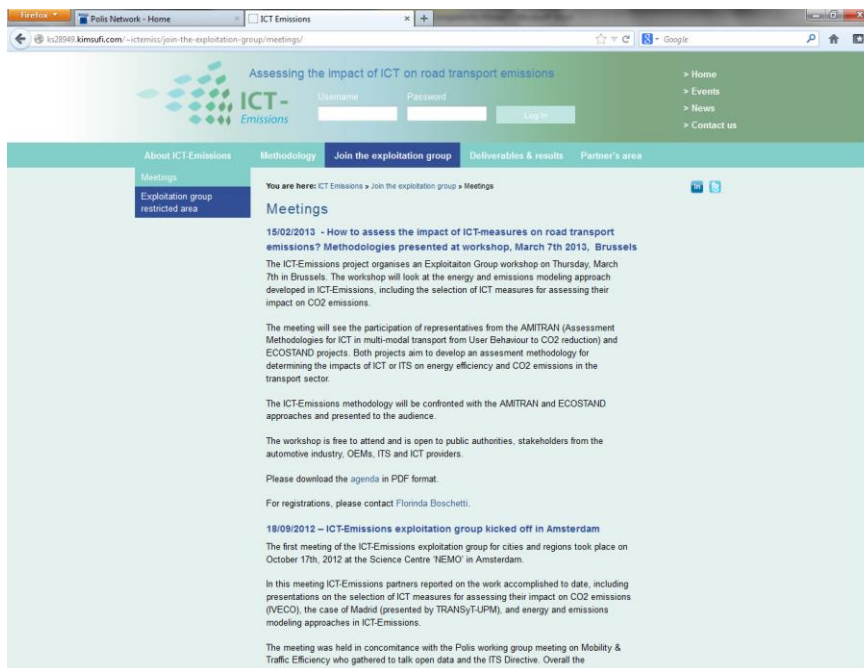 Firefox
Polis Network - Home
ICT Emissions
ks28949.kimsufi.com/~ictemiss/join-the-exploitation-group/meetings/
Google
Assessing the impact of ICT on road transport emissions
ICT-
Emissions
Username
Password
Log In
> Home
> Events
> News
> Contact us
About ICT-Emissions
Methodology
Join the exploitation group
Deliverables & results
Partner's area
Meetings
Exploitation group
restricted area
You are here: ICT Emissions » Join the exploitation group » Meetings
Meetings
15/02/2013 - How to assess the impact of ICT-measures on road transport
emissions? Methodologies presented at workshop, March 7th 2013, Brussels
The ICT-Emissions project organises an Exploitaiton Group workshop on Thursday, March
7th in Brussels. The workshop will look at the energy and emissions modeling approach
developed in ICT-Emissions, including the selection of ICT measures for assessing their
impact on CO2 emissions.
The meeting will see the participation of representatives from the AMITRAN (Assessment
Methodologies for ICT in multi-modal transport from User Behaviour to CO2 reduction) and
ECOSTAND projects. Both projects aim to develop an assesment methodology for
determining the impacts of ICT or ITS on energy efficiency and CO2 emissions in the
transport sector.
The ICT-Emissions methodology will be confronted with the AMITRAN and ECOSTAND
approaches and presented to the audience.
The workshop is free to attend and is open to public authorities, stakeholders from the
automotive industry, OEMs, ITS and ICT providers.
Please download the agenda in PDF format.
For registrations, please contact Florinda Boschetti.
18/09/2012 – ICT-Emissions exploitation group kicked off in Amsterdam
The first meeting of the ICT-Emissions exploitation group for cities and regions took place on
October 17th, 2012 at the Science Centre 'NEMO' in Amsterdam.
In this meeting ICT-Emissions partners reported on the work accomplished to date, including
presentations on the selection of ICT measures for assessing their impact on CO2 emissions
(IVECO), the case of Madrid (presented by TRANSyT-UPM), and energy and emissions
modeling approaches in ICT-Emissions.
The meeting was held in concomitance with the Polis working group meeting on Mobility &
Traffic Efficiency who gathered to talk open data and the ITS Directive. Overall the